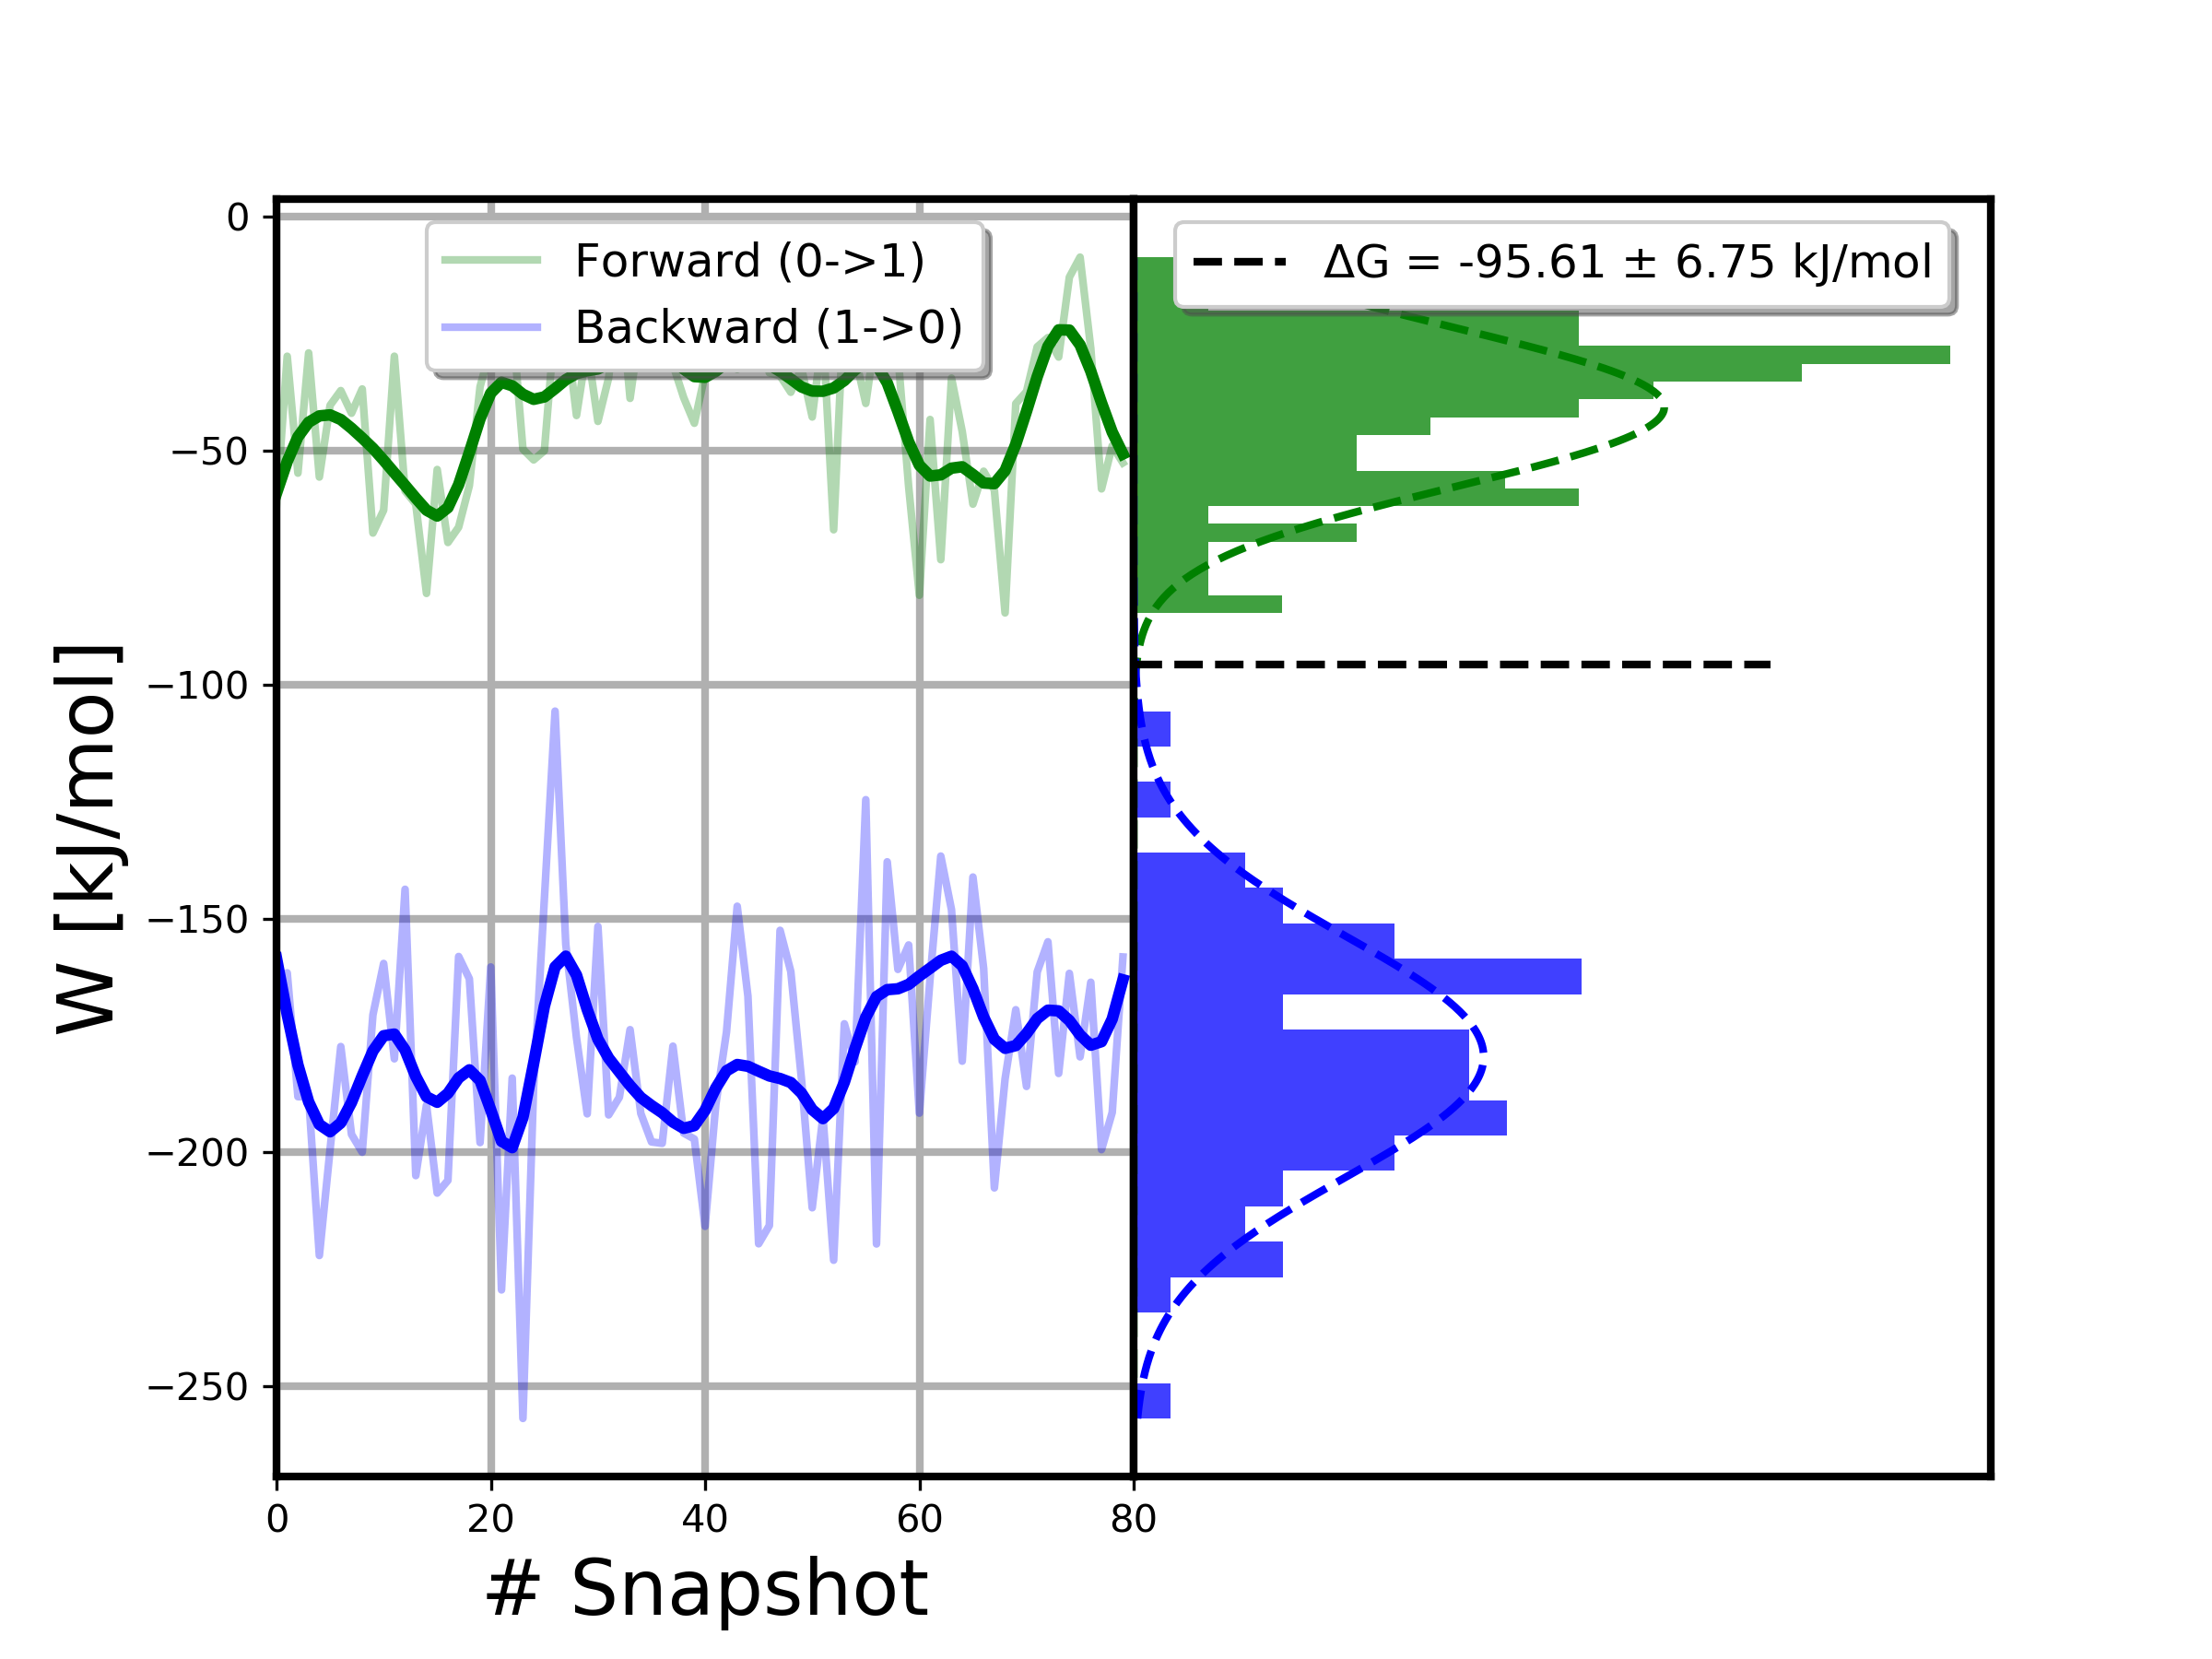 Forward (0->1)
Backward (1->0)
ΔG = -95.61 ± 6.75 kJ/mol
W [kJ/mol]
0
−50
−100
−150
−200
−250
0 20 40 60 80
# Snapshot